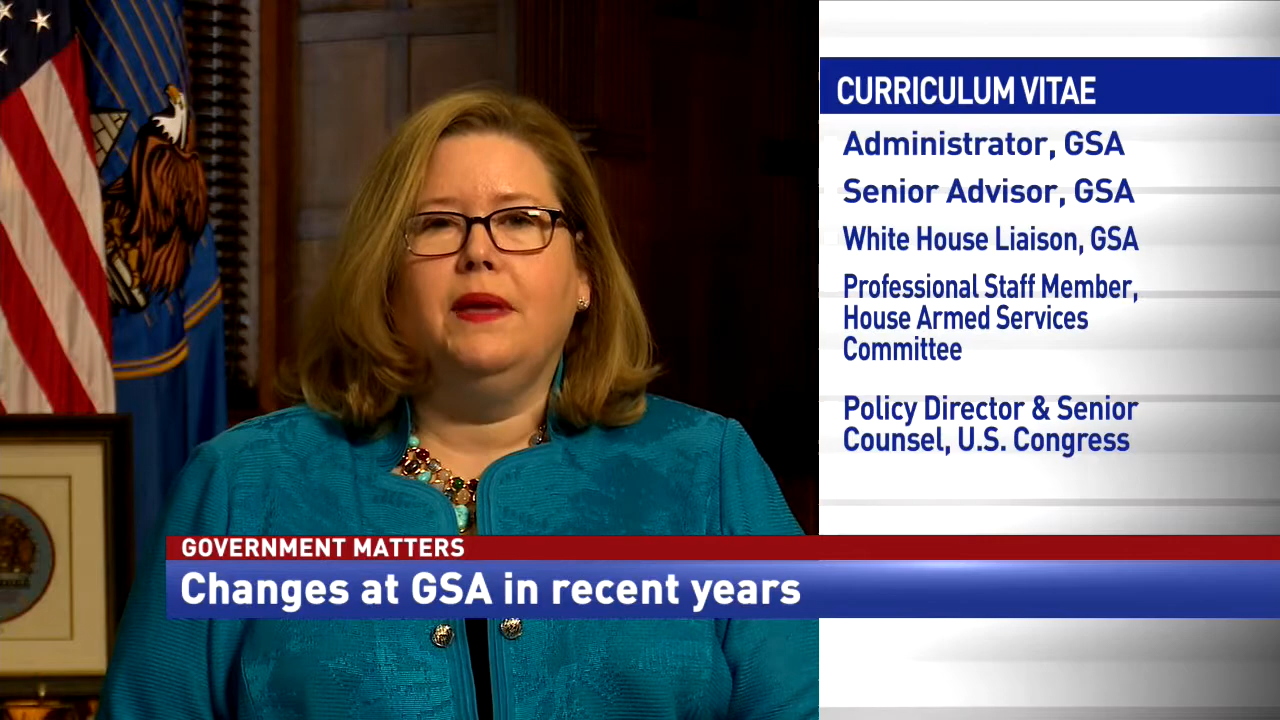 CURRICULUM VITAE
Administrator, GSA
Senior Advisor, GSA
White House Liaison, GSA
Professional Staff Member,
House Armed Services
Committee
Policy Director & Senior
Counsel, U.S. Congress
GOVERNMENT MATTERS
Changes at GSA in recent years